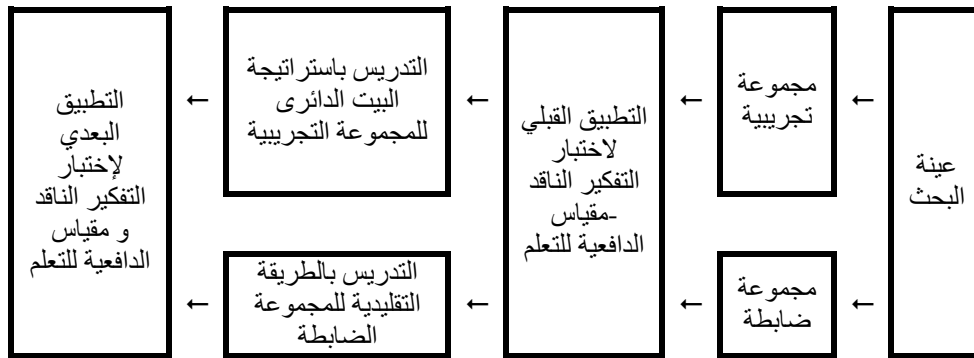 عينة
البحث
←
مجموعة
تجريبية
←
←
مجموعة
ضابطة
←
التطبيق القبلي
لاختبار
التفكير الناقد
-مقياس
الدافعية للتعلم
←
التدريس باستراتيجة
البيت الدائرى
للمجموعة التجريبية
←
←
التدريس بالطريقة
التقليدية للمجموعة
الضابطة
←
التطبيق
البعدي
لإختبار
التفكير الناقد
و مقياس
الدافعية للتعلم